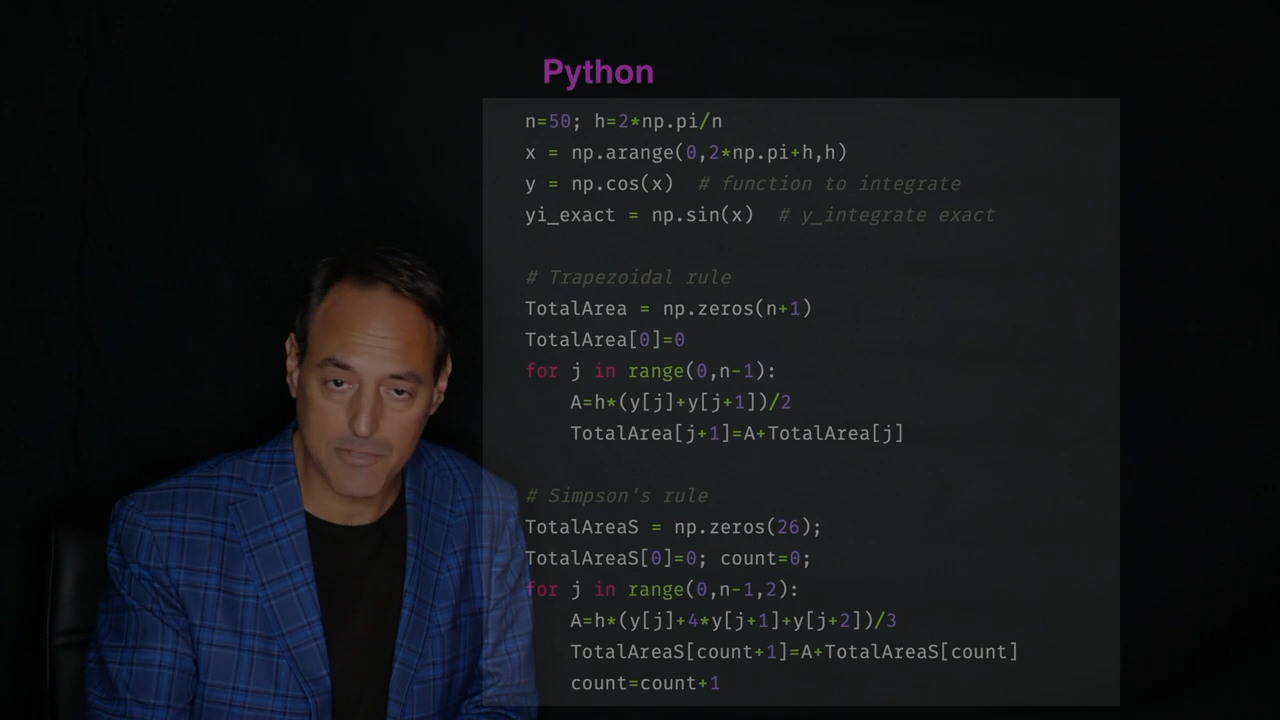 Python
n=50; h=2*np.pi/n
x = np.arange(0,2*np.pi+h,h)
y = np.cos(x)  # function to integrate
yi_exact = np.sin(x)  # y_integrate exact
# Trapezoidal rule
TotalArea = np.zeros(n+1)
TotalArea[0]=0
for j in range(0,n-1):
    A=h*(y[j]+y[j+1])/2
    TotalArea[j+1]=A+TotalArea[j]
# Simpson's rule
TotalAreaS = np.zeros(26);
TotalAreaS[0]=0; count=0;
for j in range(0,n-1,2):
    A=h*(y[j]+4*y[j+1]+y[j+2])/3
    TotalAreaS[count+1]=A+TotalAreaS[count]
    count=count+1